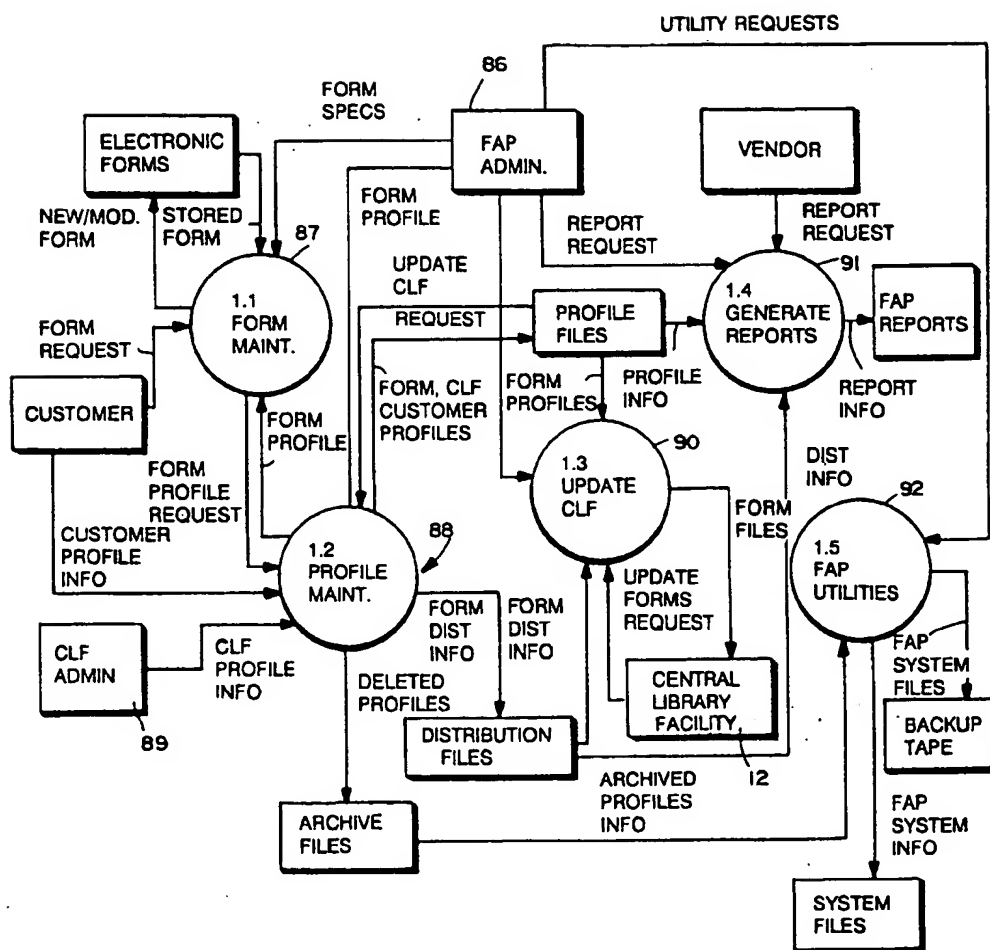 UTILITY REQUESTS
86
FORM
SPECS
ELECTRONIC
FORMS
FAP
ADMIN.
VENDOR
NEW/MOD.
FORM
STORED
FORM
87
FORM
PROFILE
REPORT
REQUEST
REPORT
REQUEST
91
1.1
FORM
MAINT.
UPDATE
CLF
REQUEST
PROFILE
FILES
1.4
GENERATE
REPORTS
FAP
REPORTS
FORM
REQUEST
CUSTOMER
FORM
PROFILE
FORM, CLF
CUSTOMER
PROFILES
FORM
PROFILES
PROFILE
INFO
REPORT
INFO
90
1.3
UPDATE
CLF
DIST
INFO
FORM
PROFILE
REQUEST
FORM
FILES
92
CUSTOMER
PROFILE
INFO
88
1.2
PROFILE
MAINT.
1.5
FAP
UTILITIES
UPDATE
FORMS
REQUEST
FORM
DIST
INFO
FORM
DIST
INFO
CLF
ADMIN
89
CLF
PROFILE
INFO
DELETED
PROFILES
CENTRAL
LIBRARY
FACILITY
12
FAP
SYSTEM
FILES
BACKUP
TAPE
DISTRIBUTION
FILES
ARCHIVED
PROFILES
INFO
ARCHIVE
FILES
FAP
SYSTEM
INFO
SYSTEM
FILES